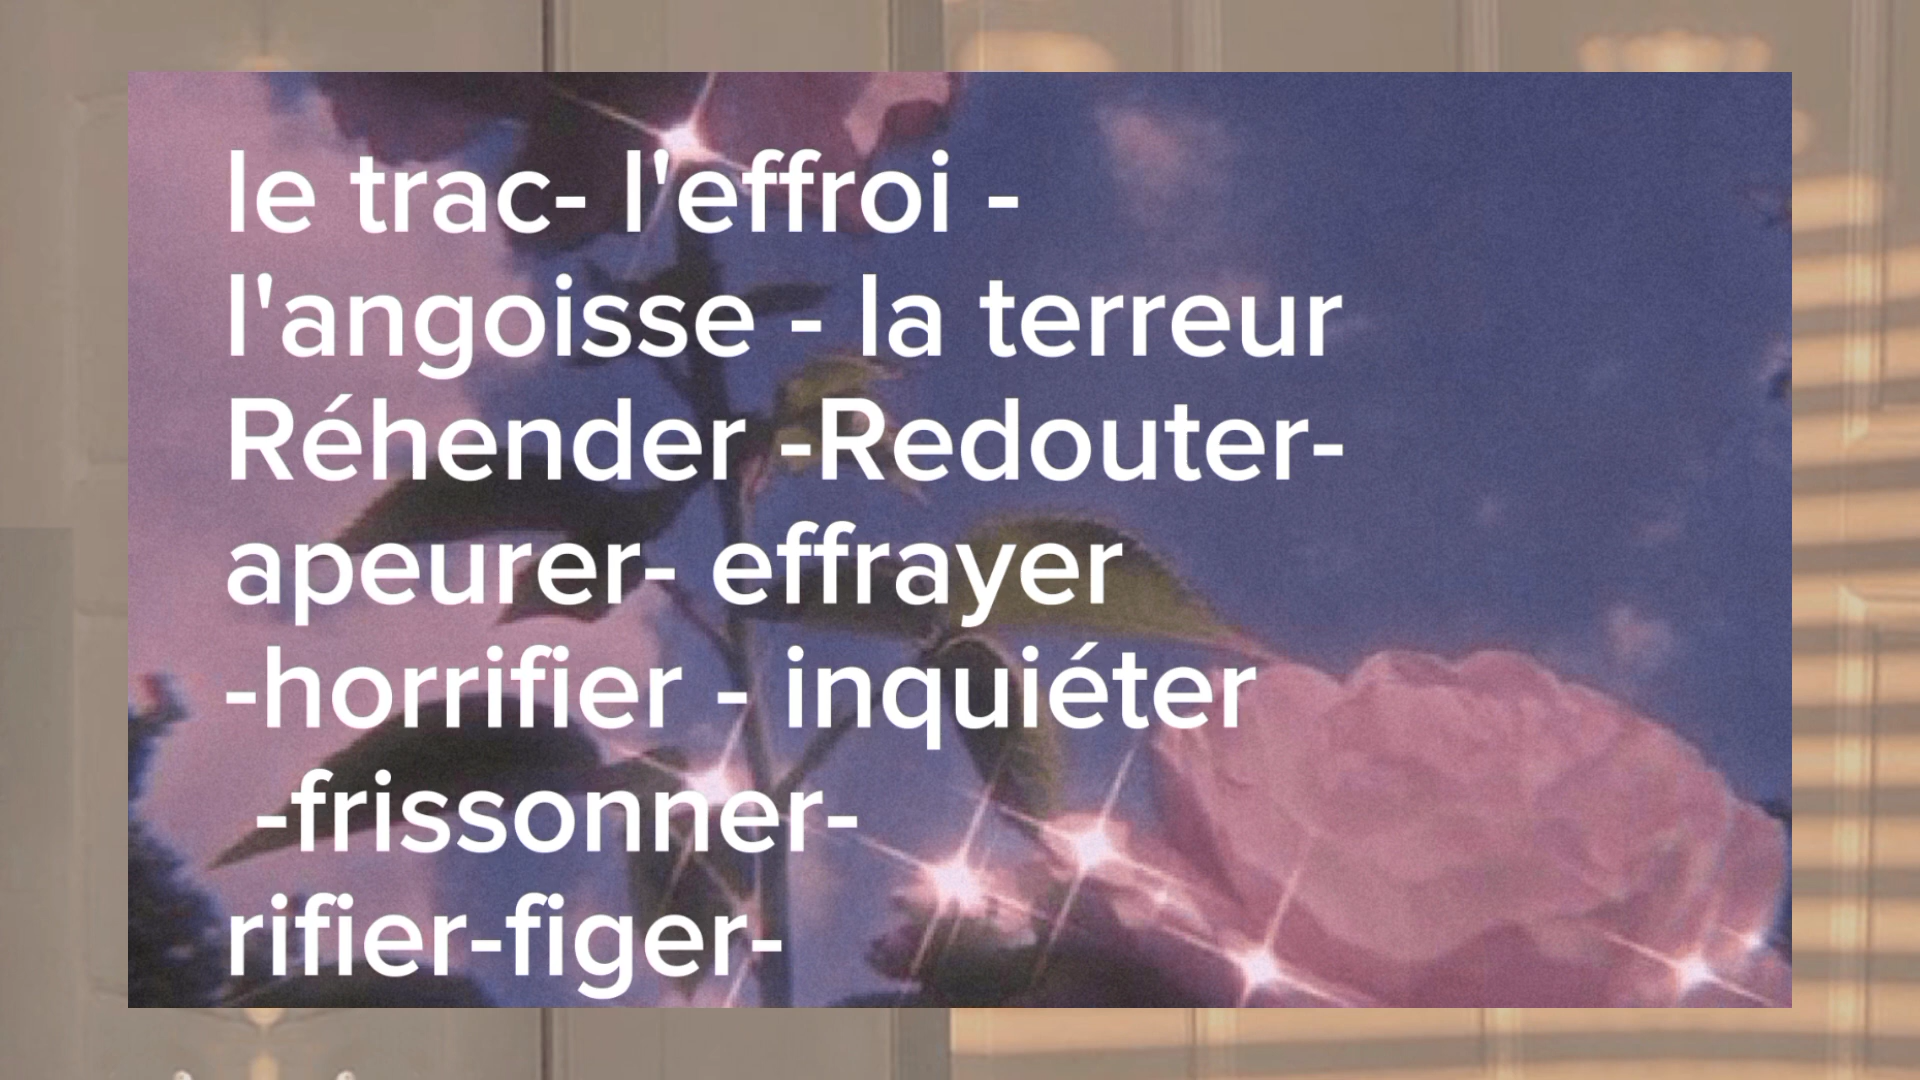 le trac- l'effroi -
l'angoisse - la terreur
Réhender -Redouter-
apeurer- effrayer
-horrifier - inquiéter
-frissonner-
rifier-figer-